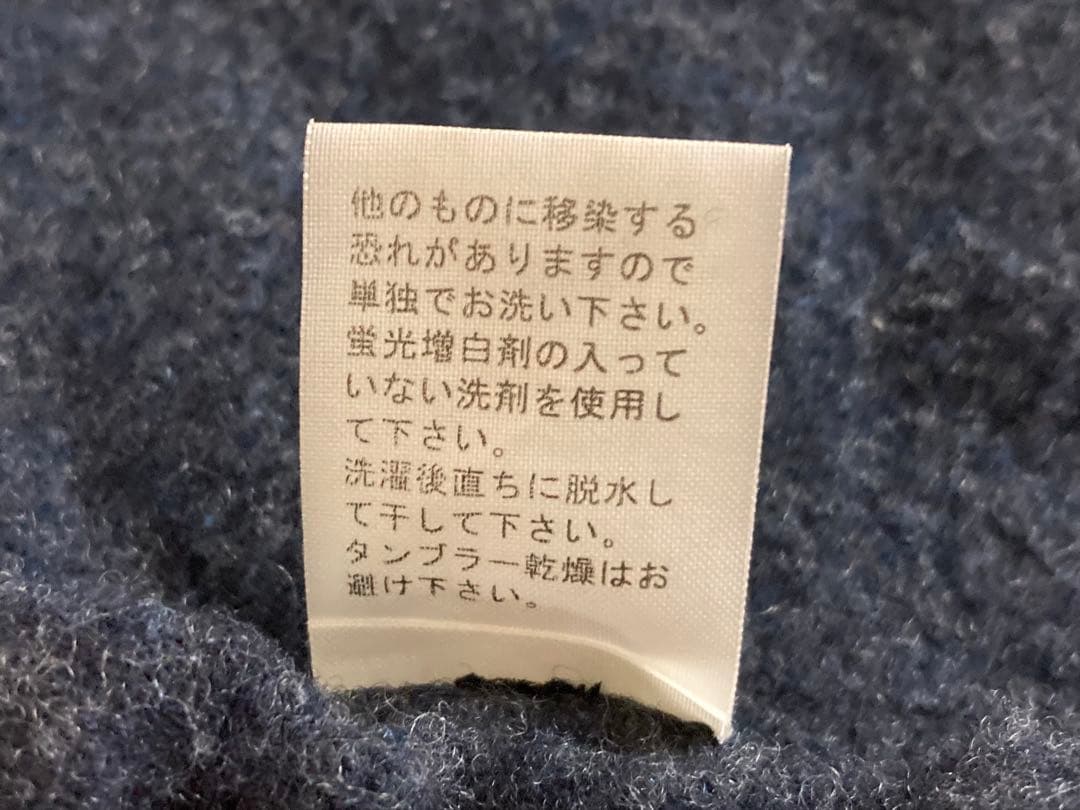 他のものに移染する
恐れがありますので
単独でお洗い下さい。
蛍光増白剤の入って
いない洗剤を使用し
て下さい。
洗濯後直ちに脱水し
て干して下さい。
タンブラー乾燥はお
避け下さい。